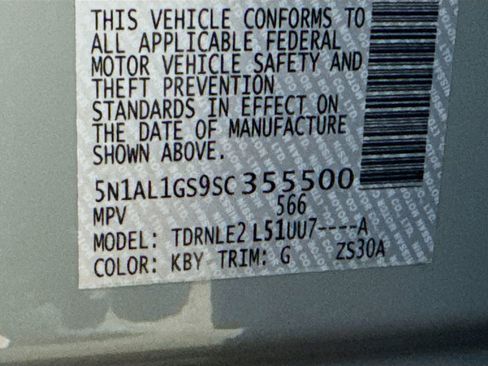 THIS VEHICLE CONFORMS TO
ALL APPLICABLE FEDERAL
MOTOR VEHICLE SAFETY AND
THEFT PREVENTION
STANDARDS IN EFFECT ON
THE DATE OF MANUFACTURE
SHOWN ABOVE.
5N1AL1GS9SC355500
MPV 566
MODEL: TDRNLE2 L51UU7----A
COLOR: KBY TRIM: G ZS30A